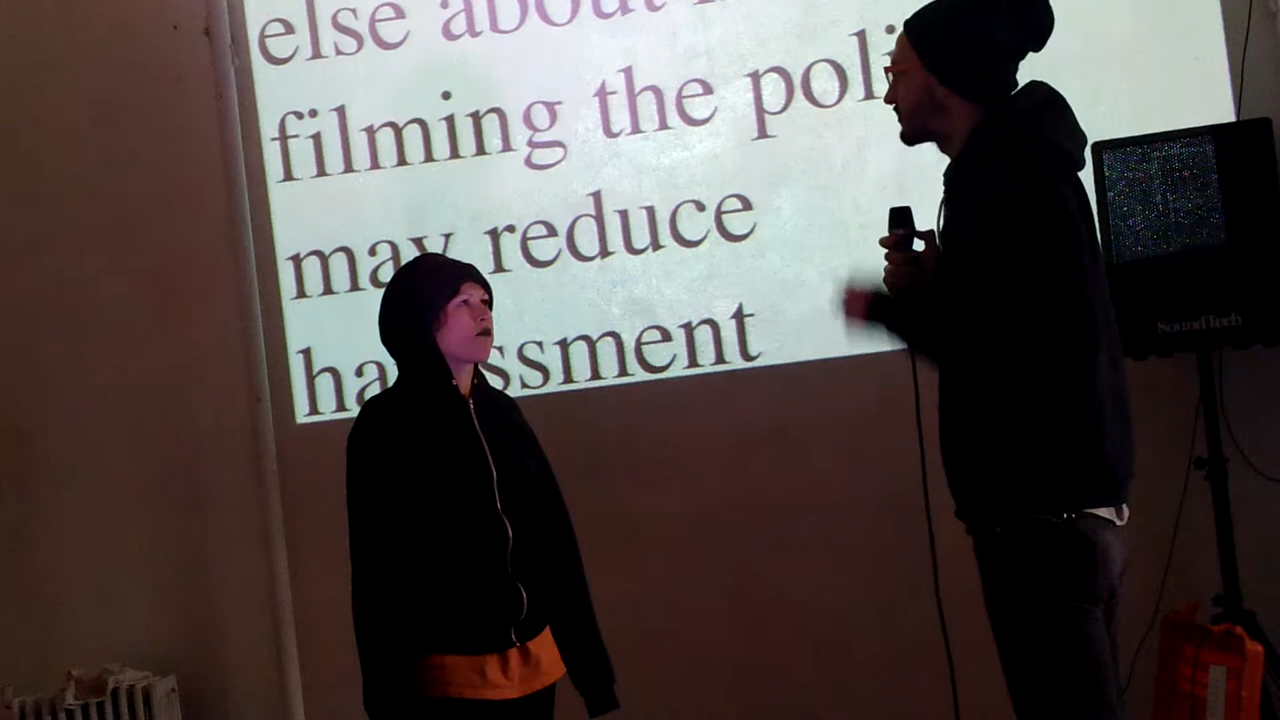 else about
filming the poli
may reduce
ha ssment
SoundTech